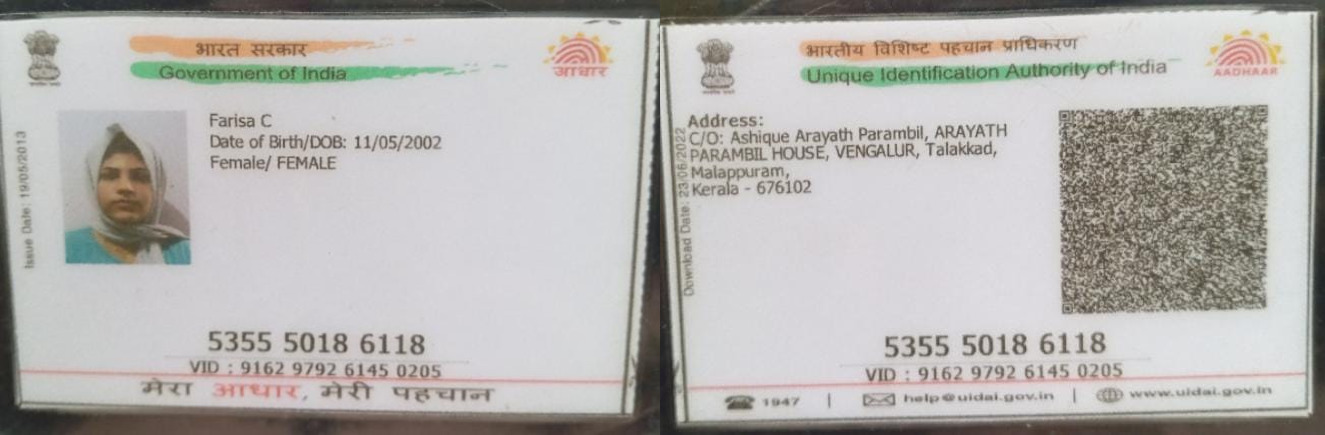 भारत सरकार
Government of India
आधार
Issue Date: 19/05/2013
Farisa C
Date of Birth/DOB: 11/05/2002
Female/ FEMALE
5355 5018 6118
VID : 9162 9792 6145 0205
मेरा आधार, मेरी पहचान
भारतीय विशिष्ट पहचान प्राधिकरण
Unique Identification Authority of India
AADHAAR
Download Date: 23/06/2022
Address:
C/O: Ashique Arayath Parambil, ARAYATH
PARAMBIL HOUSE, VENGALUR, Talakkad,
Malappuram,
Kerala - 676102
5355 5018 6118
VID : 9162 9792 6145 0205
1947 | help@uidai.gov.in | www.uidai.gov.in